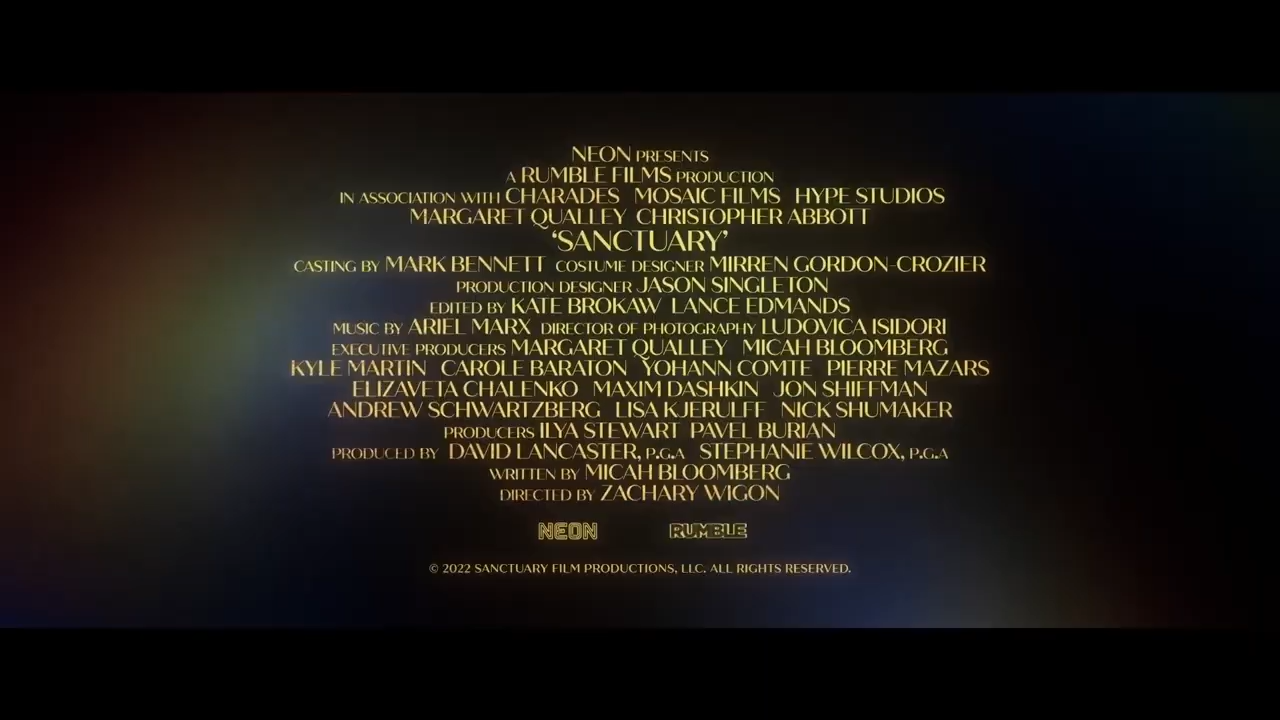 NEON PRESENTS
A RUMBLE FILMS PRODUCTION
IN ASSOCIATION WITH CHARADES MOSAIC FILMS HYPE STUDIOS
MARGARET QUALLEY CHRISTOPHER ABBOTT
‘SANCTUARY’
CASTING BY MARK BENNETT COSTUME DESIGNER MIRREN GORDON-CROZIER
PRODUCTION DESIGNER JASON SINGLETON
EDITED BY KATE BROKAW LANCE EDMANDS
MUSIC BY ARIEL MARX DIRECTOR OF PHOTOGRAPHY LUDOVICA ISIDORI
EXECUTIVE PRODUCERS MARGARET QUALLEY MICAH BLOOMBERG
KYLE MARTIN CAROLE BARATON YOHANN COMTE PIERRE MAZARS
ELIZAVETA CHALENKO MAXIM DASHKIN JON SHIFFMAN
ANDREW SCHWARTZBERG LISA KJERULFF NICK SHUMAKER
PRODUCERS ILYA STEWART PAVEL BURIAN
PRODUCED BY DAVID LANCASTER, P.G.A STEPHANIE WILCOX, P.G.A
WRITTEN BY MICAH BLOOMBERG
DIRECTED BY ZACHARY WIGON
NEON RUMBLE
© 2022 SANCTUARY FILM PRODUCTIONS, LLC. ALL RIGHTS RESERVED.